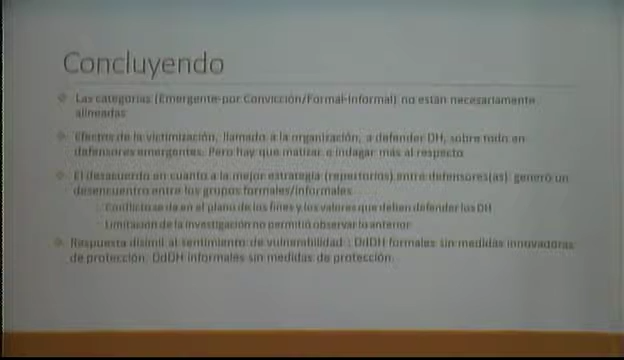 Concluyendo
Las categorías (Emergente-por Convicción/Formal-Informal) no están necesariamente
alineadas
Efectos de la victimización, llamado a la organización, a defender DH, sobre todo en
defensores emergentes. Pero hay que matizar e indagar más al respecto
El desacuerdo en cuanto a la mejor estrategia (repertorios) entre defensores(as) generó un
desencuentro entre los grupos formales/informales
Conflicto se da en el plano de los fines y los valores que deben defender los DH
Limitación de la investigación no permitió observar lo anterior
Respuesta disímil al sentimiento de vulnerabilidad : DdDH formales sin medidas innovadoras
de protección; DdDH informales sin medidas de protección.